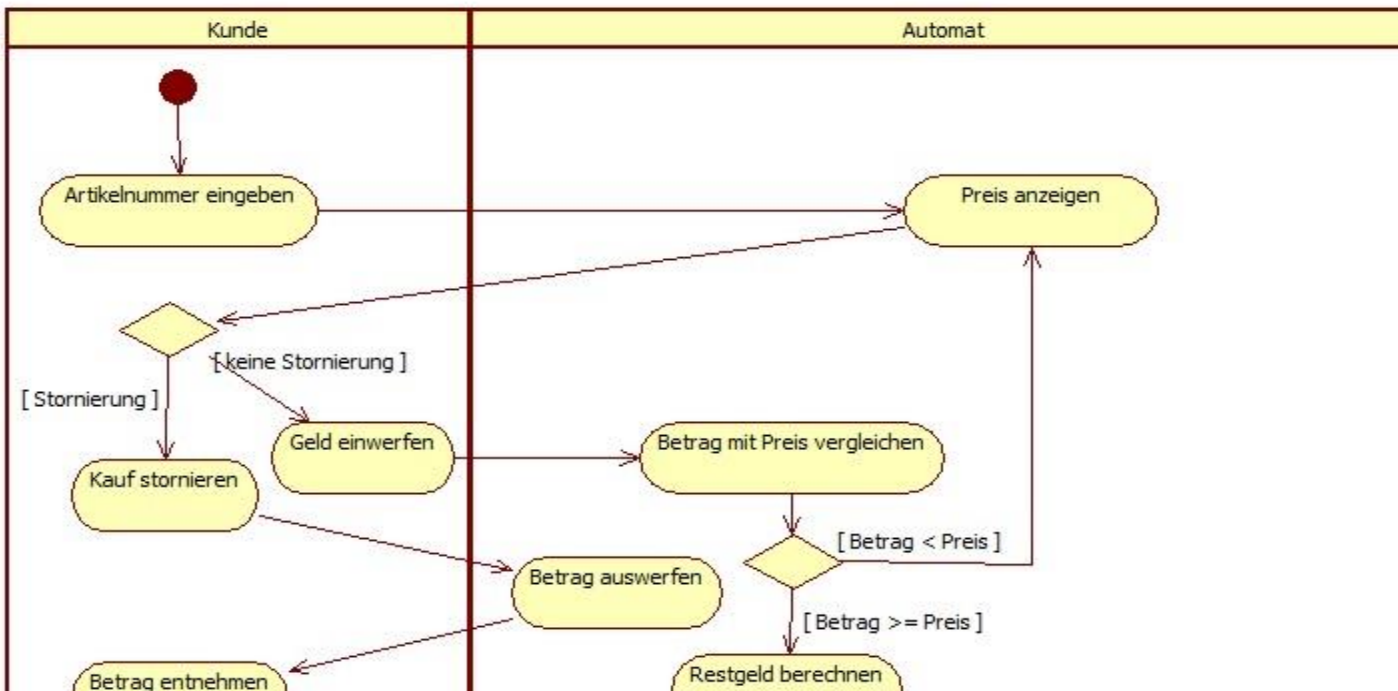 Kunde
Automat
Artikelnummer eingeben
Preis anzeigen
[ keine Stornierung ]
[ Stornierung ]
Geld einwerfen
Betrag mit Preis vergleichen
Kauf stornieren
[ Betrag < Preis ]
Betrag auswerfen
[ Betrag >= Preis ]
Betrag entnehmen
Restgeld berechnen